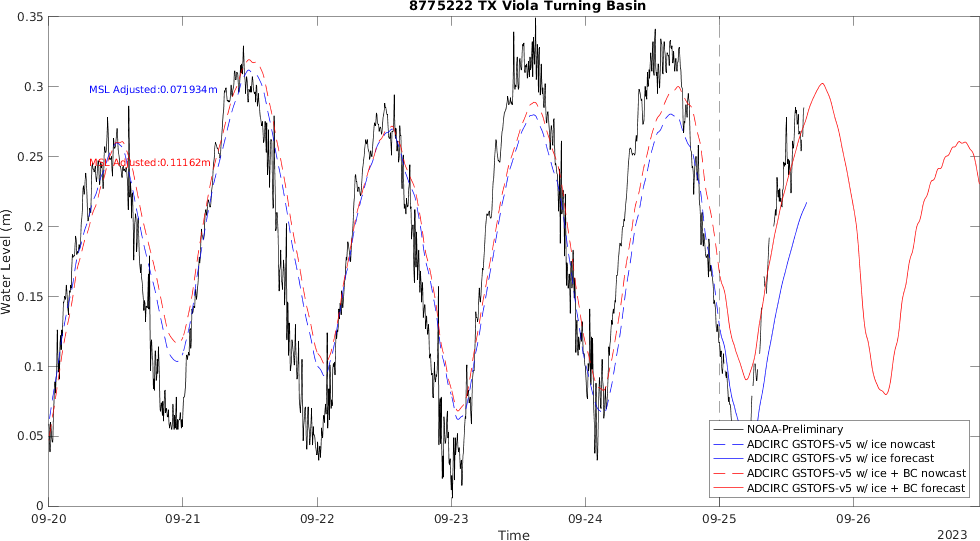 8775222 TX Viola Turning Basin
Water Level (m)
0.35
0.3
0.25
0.2
0.15
0.1
0.05
0
MSL Adjusted:0.071934m
MSL Adjusted:0.11162m
NOAA-Preliminary
ADCIRC GSTOFS-v5 w/ ice nowcast
ADCIRC GSTOFS-v5 w/ ice forecast
ADCIRC GSTOFS-v5 w/ ice + BC nowcast
ADCIRC GSTOFS-v5 w/ ice + BC forecast
09-20 09-21 09-22 09-23 09-24 09-25 09-26
Time
2023